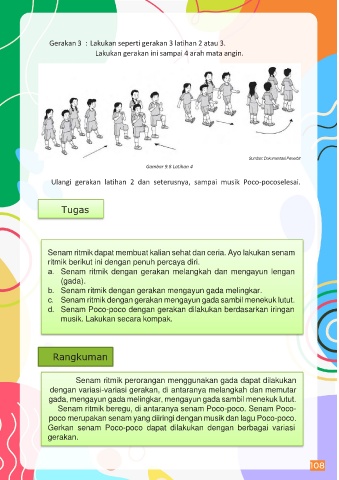 Gerakan 3 : Lakukan seperti gerakan 3 latihan 2 atau 3.
Lakukan gerakan ini sampai 4 arah mata angin.
Sumber: Dokumentasi Penerbit
Gambar 9.8 Latihan 4
Ulangi gerakan latihan 2 dan seterusnya, sampai musik Poco-pocoselesai.
Tugas
Senam ritmik dapat membuat kalian sehat dan ceria. Ayo lakukan senam
ritmik berikut ini dengan penuh percaya diri.
a. Senam ritmik dengan gerakan melangkah dan mengayun lengan
(gada).
b. Senam ritmik dengan gerakan mengayun gada melingkar.
c. Senam ritmik dengan gerakan mengayun gada sambil menekuk lutut.
d. Senam Poco-poco dengan gerakan dilakukan berdasarkan iringan
musik. Lakukan secara kompak.
Rangkuman
Senam ritmik perorangan menggunakan gada dapat dilakukan
dengan variasi-variasi gerakan, di antaranya melangkah dan memutar
gada, mengayun gada melingkar, mengayun gada sambil menekuk lutut.
Senam ritmik beregu, di antaranya senam Poco-poco. Senam Poco-
poco merupakan senam yang diiringi dengan musik dan lagu Poco-poco.
Gerkan senam Poco-poco dapat dilakukan dengan berbagai variasi
gerakan.
108